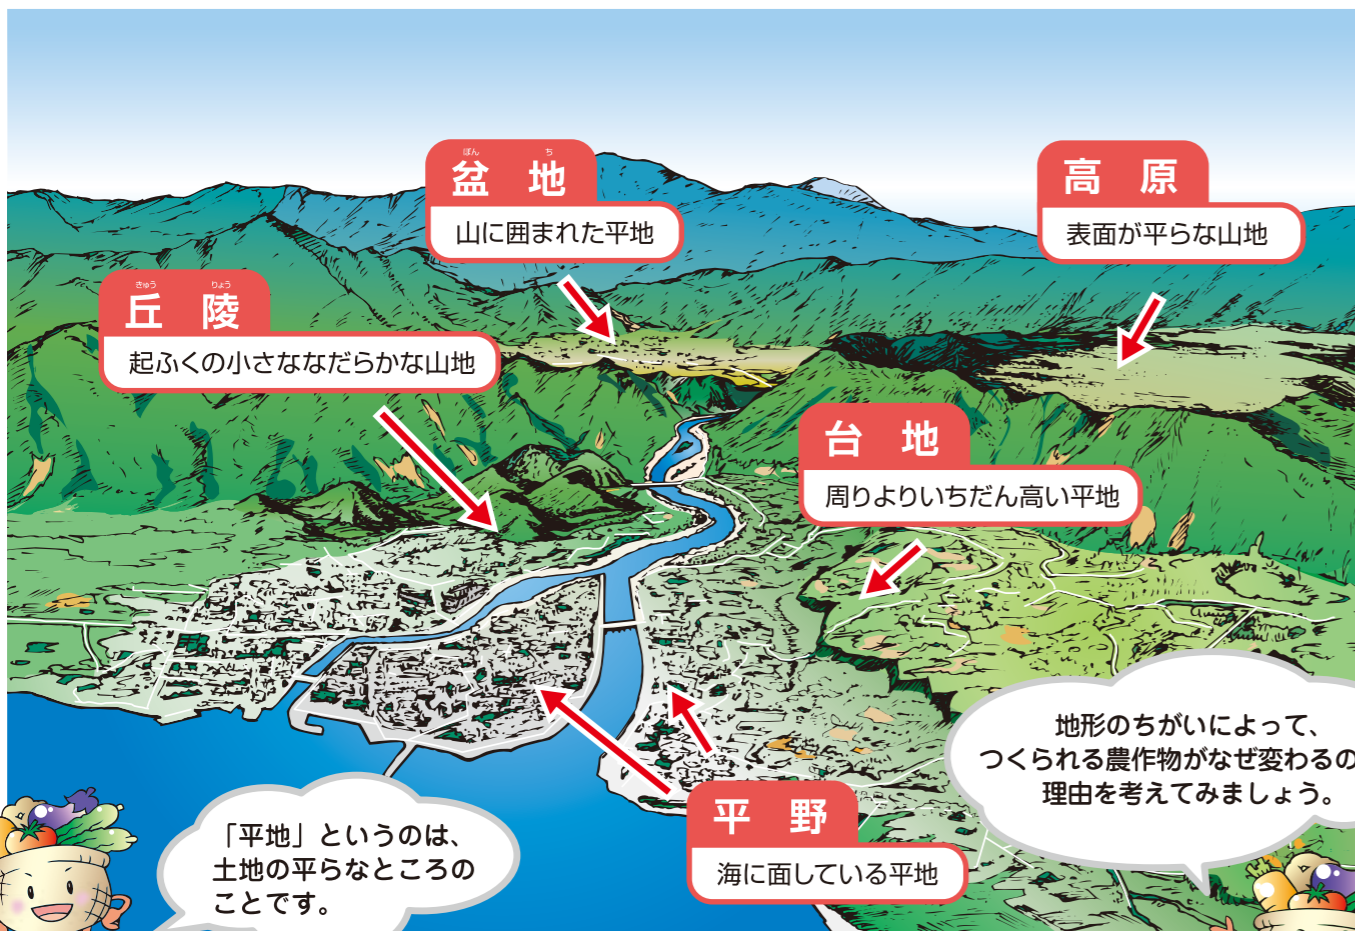 ぼん ち
盆 地
山に囲まれた平地
高 原
表面が平らな山地
きゅう りょう
丘 陵
起ふくの小さななだらかな山地
台 地
周りよりいちだん高い平地
平 野
海に面している平地
「平地」というのは、
土地の平らなところの
ことです。
地形のちがいによって、
つくられる農作物がなぜ変わるの
理由を考えてみましょう。